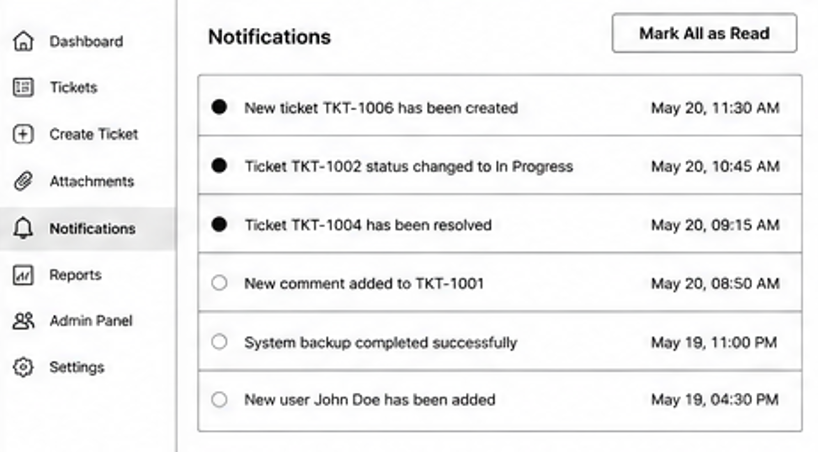 Dashboard
Tickets
Create Ticket
Attachments
Notifications
Reports
Admin Panel
Settings
Notifications
Mark All as Read
New ticket TKT-1006 has been created May 20, 11:30 AM
Ticket TKT-1002 status changed to In Progress May 20, 10:45 AM
Ticket TKT-1004 has been resolved May 20, 09:15 AM
New comment added to TKT-1001 May 20, 08:50 AM
System backup completed successfully May 19, 11:00 PM
New user John Doe has been added May 19, 04:30 PM